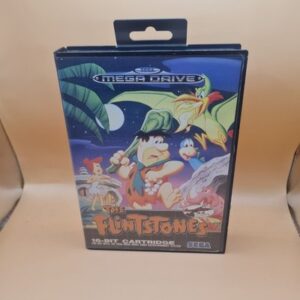 SEGA
MEGA DRIVE
THE
FLINTSTONES
16-BIT CARTRIDGE
SEGA